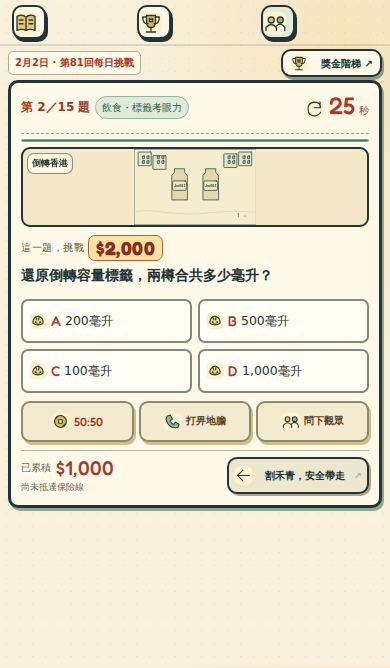 2月2日・第81回每日挑戰
獎金階梯 ↗
第 2／15 題
飲食・標籤考眼力
25 秒
倒轉香港
這一題，挑戰 $2,000
還原倒轉容量標籤，兩樽合共多少毫升？
A 200毫升
B 500毫升
C 100毫升
D 1,000毫升
50:50
打畀地膽
問下觀眾
已累積 $1,000
尚未抵達保險線
割禾青，安全帶走 ↗